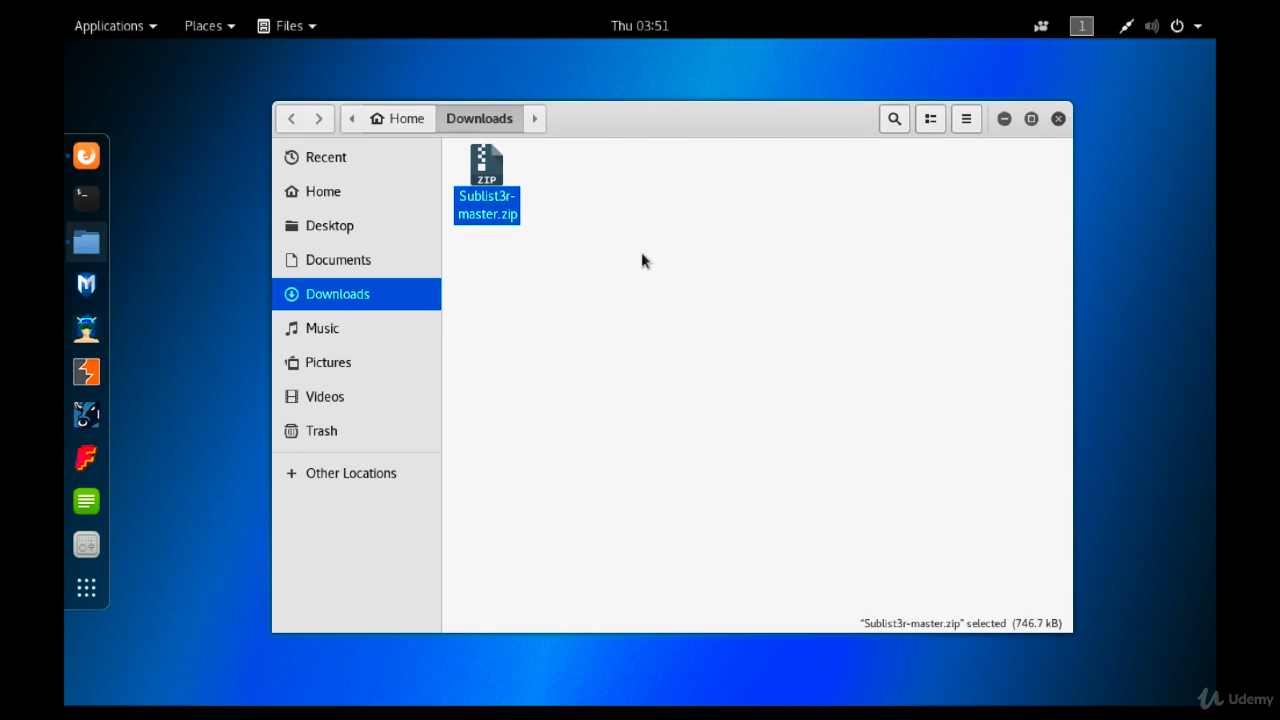 Applications
Places
Files
Thu 03:51
1
Home
Downloads
Recent
Home
Desktop
Documents
Downloads
Music
Pictures
Videos
Trash
+ Other Locations
ZIP
Sublist3r-
master.zip
"Sublist3r-master.zip" selected (746.7 kB)
Udemy